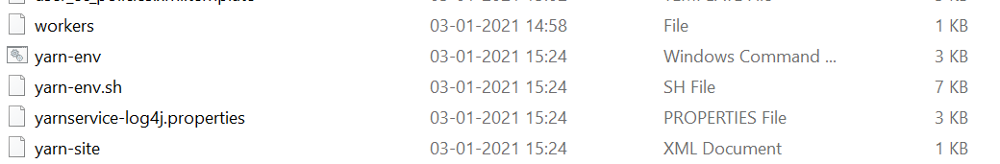 workers 03-01-2021 14:58 File 1 KB
yarn-env 03-01-2021 15:24 Windows Command ... 3 KB
yarn-env.sh 03-01-2021 15:24 SH File 7 KB
yarnservice-log4j.properties 03-01-2021 15:24 PROPERTIES File 3 KB
yarn-site 03-01-2021 15:24 XML Document 1 KB